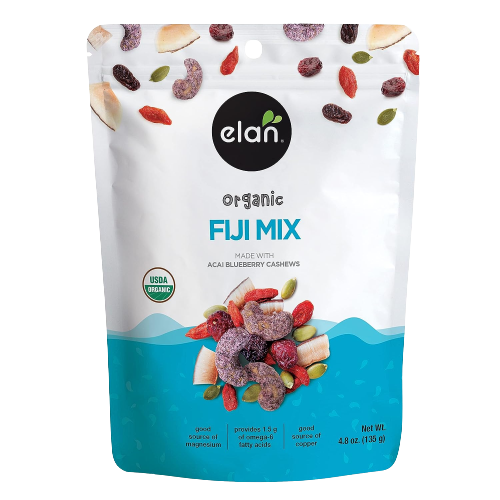 elan®
organic
FIJI MIX
MADE WITH
ACAI BLUEBERRY CASHEWS
USDA
ORGANIC
good
source of
magnesium
provides 1.5 g
of omega-6
fatty acids
good
source of
copper
Net Wt.
4.8 oz. (135 g)